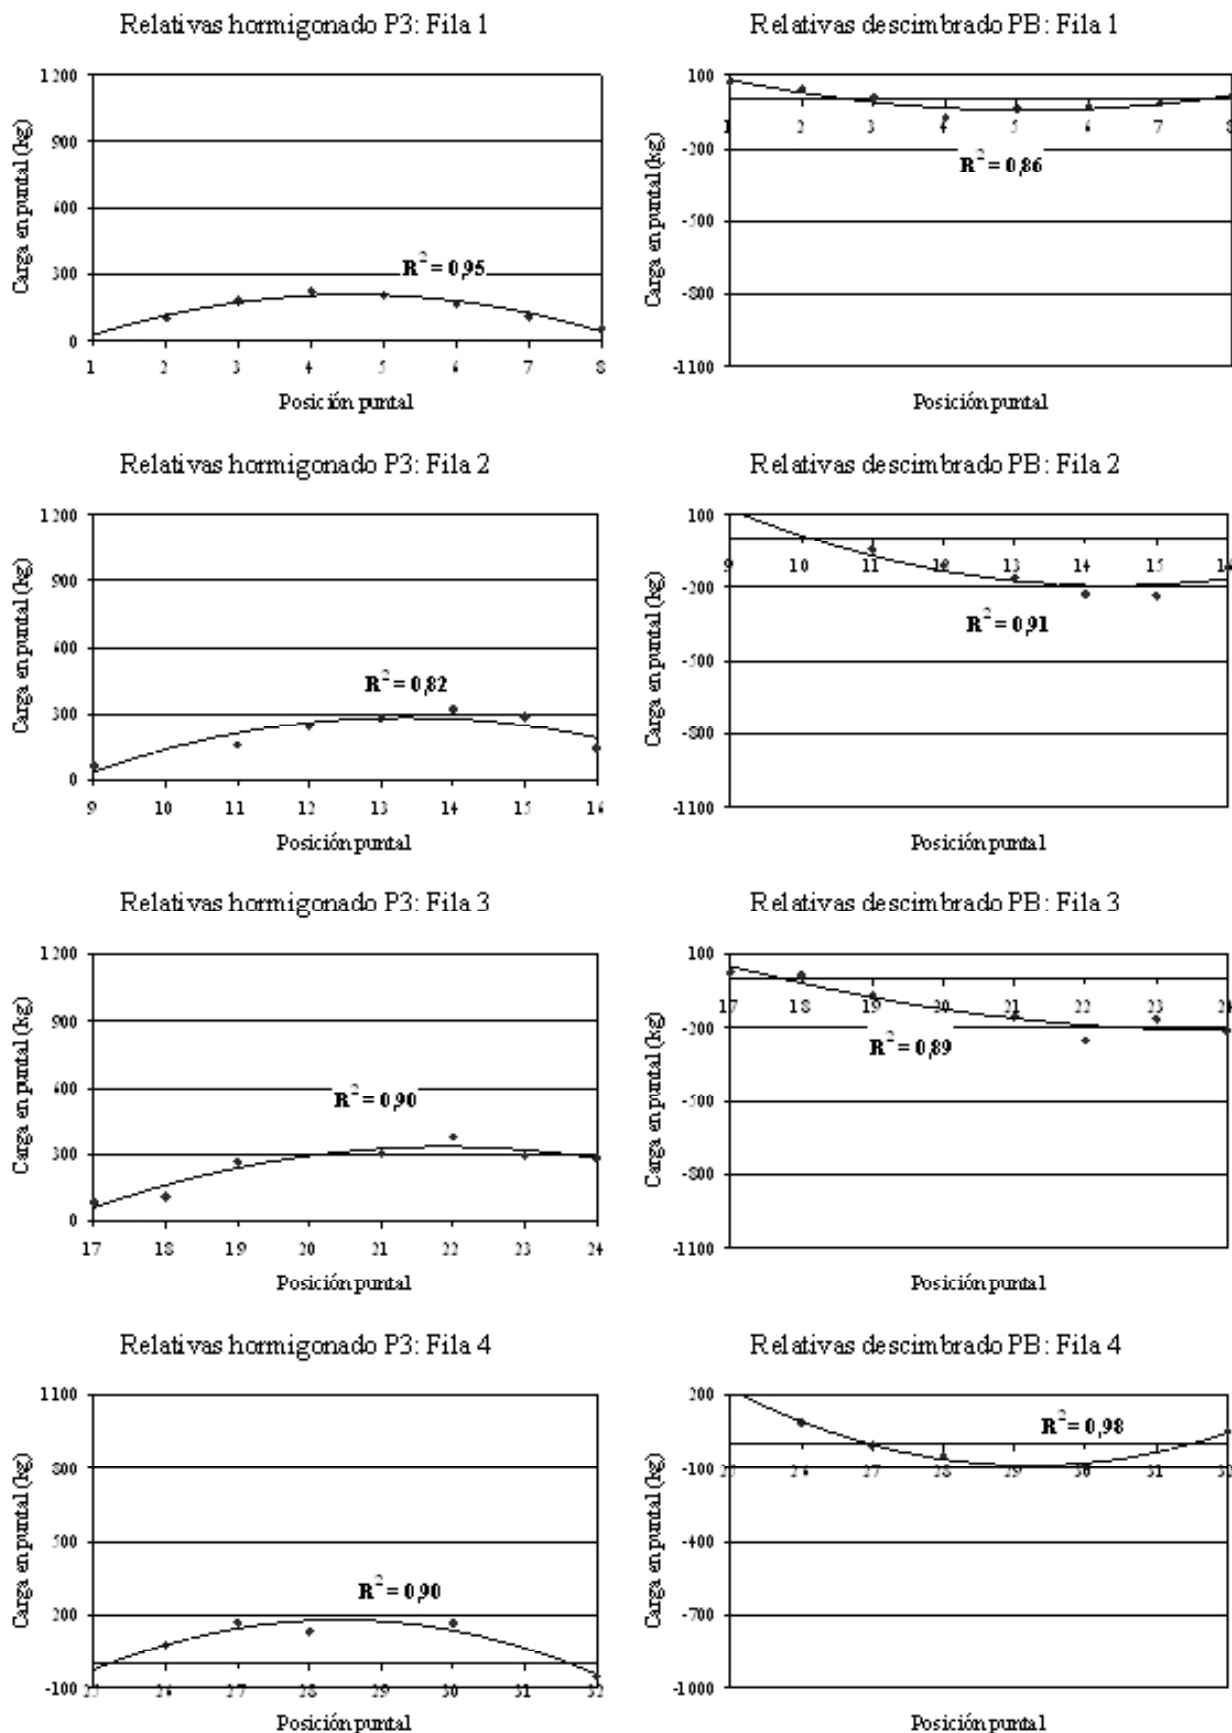 Relativas hormigonado P3: Fila 1
1200
900
600
300
0
Carga en puntal (kg)
R2 = 0,95
1 2 3 4 5 6 7 8
Posición puntal
Relativas descimbrado PB: Fila 1
100
-200
-500
-800
-1100
Carga en puntal (kg)
1 2 3 4 5 6 7 8
R2 = 0,86
Posición puntal
Relativas hormigonado P3: Fila 2
1200
900
600
300
0
Carga en puntal (kg)
R2 = 0,82
9 10 11 12 13 14 15 16
Posición puntal
Relativas descimbrado PB: Fila 2
100
-200
-500
-800
-1100
Carga en puntal (kg)
9 10 11 12 13 14 15 16
R2 = 0,91
Posición puntal
Relativas hormigonado P3: Fila 3
1200
900
600
300
0
Carga en puntal (kg)
R2 = 0,90
17 18 19 20 21 22 23 24
Posición puntal
Relativas descimbrado PB: Fila 3
100
-200
-500
-800
-1100
Carga en puntal (kg)
17 18 19 20 21 22 23 24
R2 = 0,89
Posición puntal
Relativas hormigonado P3: Fila 4
1100
800
500
200
-100
Carga en puntal (kg)
R2 = 0,90
25 26 27 28 29 30 31 32
Posición puntal
Relativas descimbrado PB: Fila 4
200
-100
-400
-700
-1000
Carga en puntal (kg)
R2 = 0,98
25 26 27 28 29 30 31 32
Posición puntal